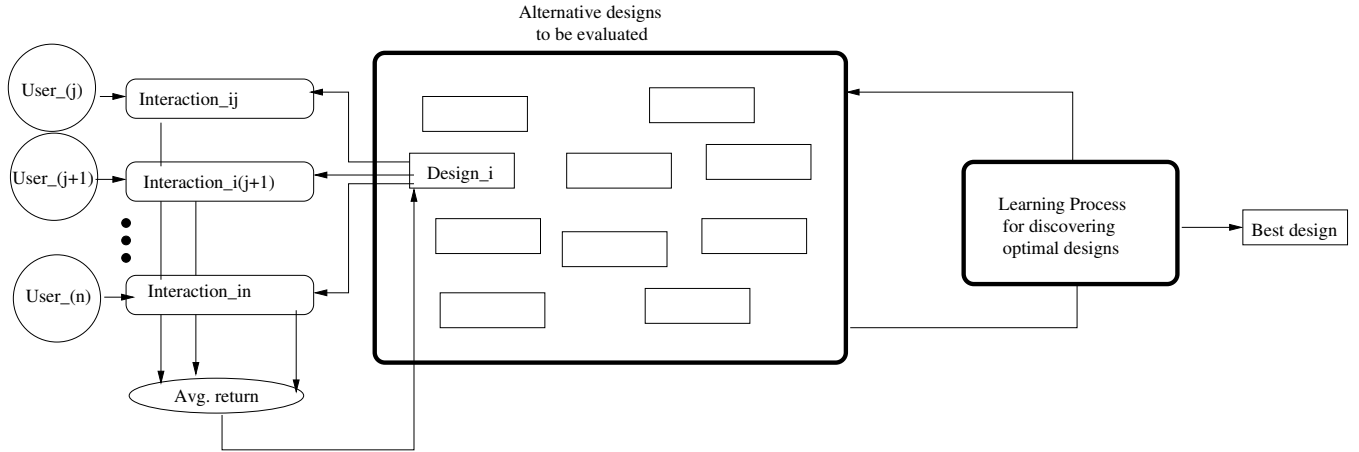 Alternative designs
to be evaluated
User_(j)
Interaction_ij
User_(j+1)
Interaction_i(j+1)
Design_i
User_(n)
Interaction_in
Avg. return
Learning Process
for discovering
optimal designs
Best design